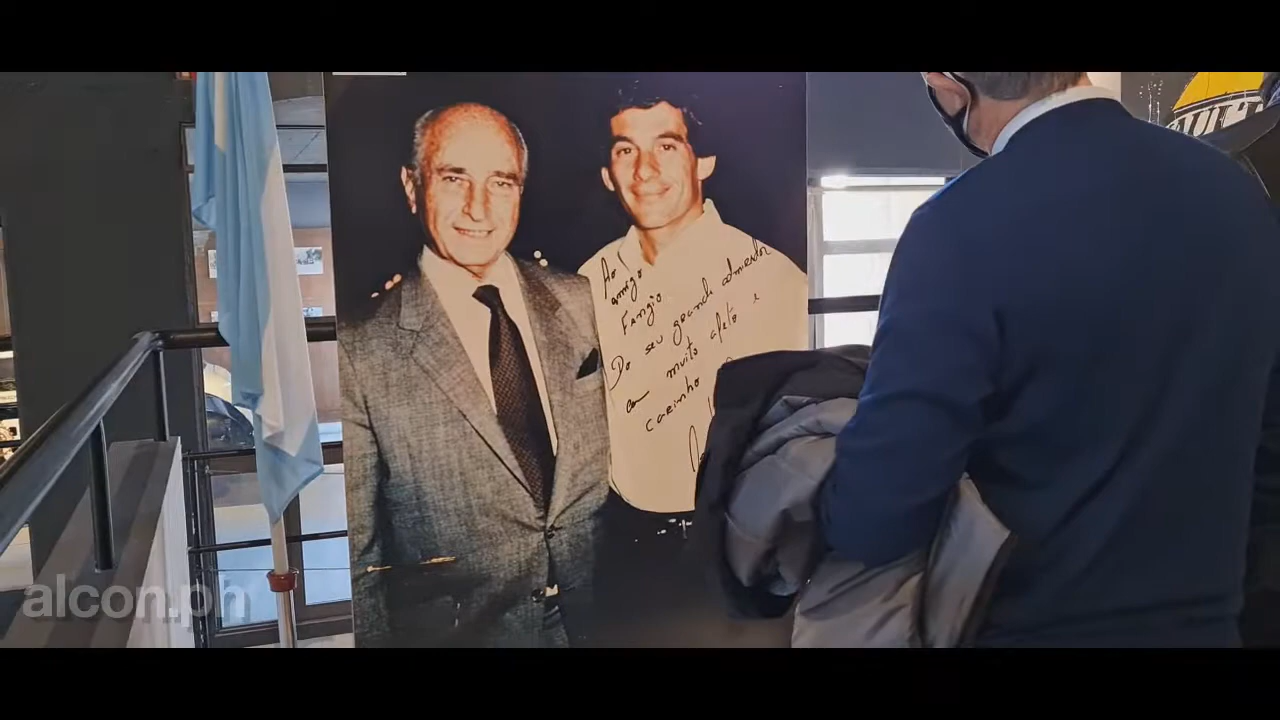 Ao
amigo
Fangio
Do seu grande admirador
com muito afeto e
carinho
alcon.ph